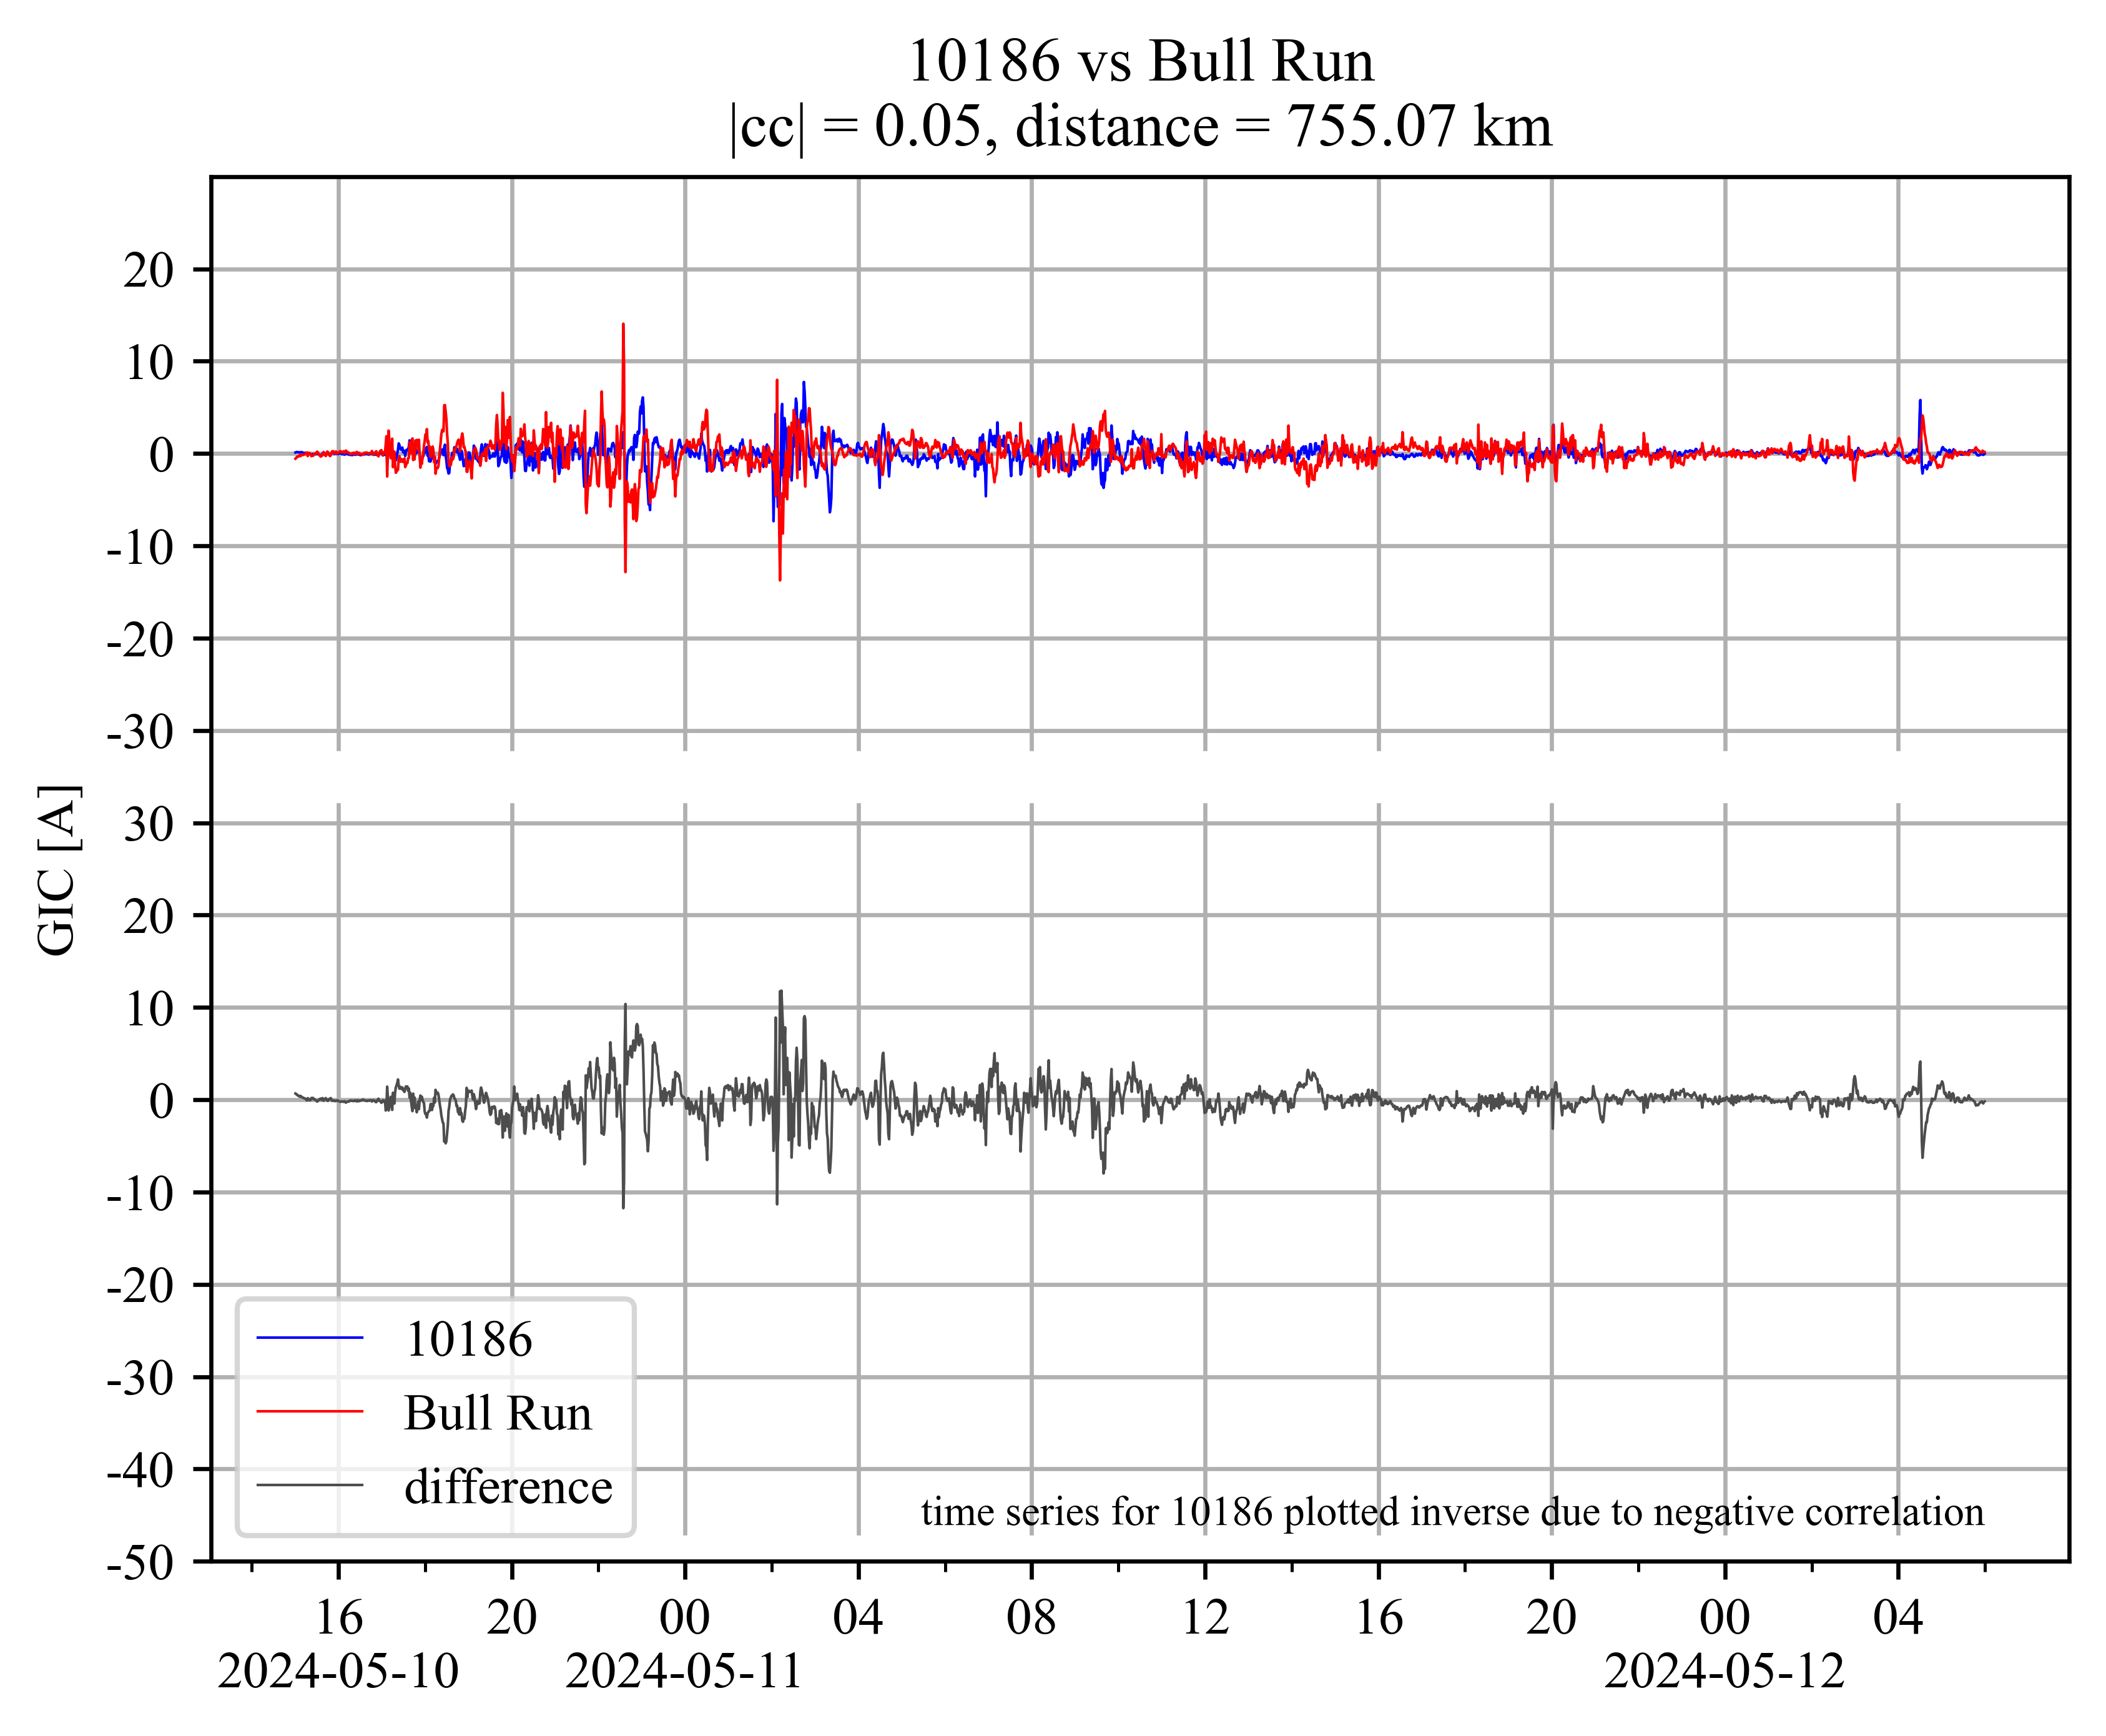 10186 vs Bull Run
|cc| = 0.05, distance = 755.07 km
GIC [A]
20
10
0
-10
-20
-30
30
20
10
0
-10
-20
-30
-40
-50
10186
Bull Run
difference
time series for 10186 plotted inverse due to negative correlation
16 20 00 04 08 12 16 20 00 04
2024-05-10 2024-05-11 2024-05-12